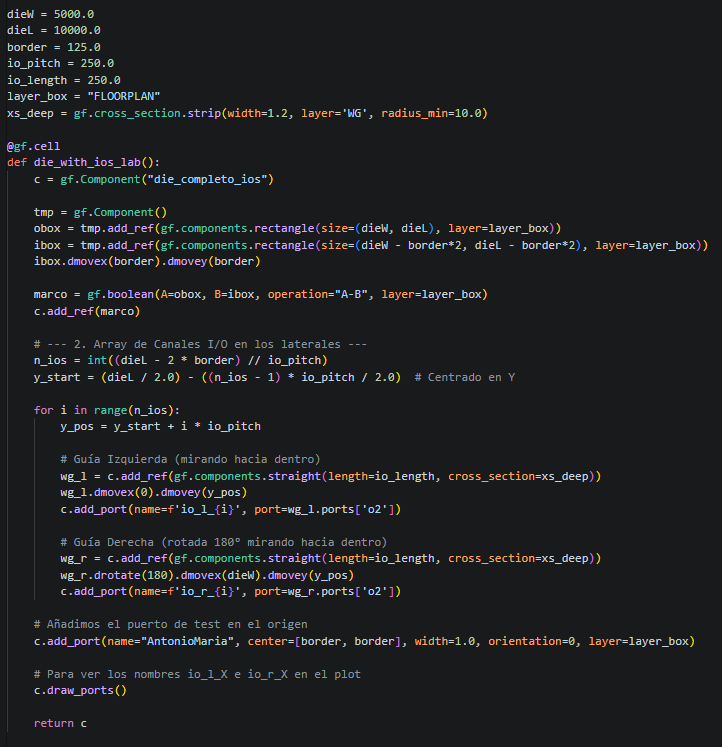 dieW = 5000.0
dieL = 10000.0
border = 125.0
io_pitch = 250.0
io_length = 250.0
layer_box = "FLOORPLAN"
xs_deep = gf.cross_section.strip(width=1.2, layer='WG', radius_min=10.0)
@gf.cell
def die_with_ios_lab():
    c = gf.Component("die_completo_ios")
    tmp = gf.Component()
    obox = tmp.add_ref(gf.components.rectangle(size=(dieW, dieL), layer=layer_box))
    ibox = tmp.add_ref(gf.components.rectangle(size=(dieW - border*2, dieL - border*2), layer=layer_box))
    ibox.dmovex(border).dmovey(border)
    marco = gf.boolean(A=obox, B=ibox, operation="A-B", layer=layer_box)
    c.add_ref(marco)
    # --- 2. Array de Canales I/O en los laterales ---
    n_ios = int((dieL - 2 * border) // io_pitch)
    y_start = (dieL / 2.0) - ((n_ios - 1) * io_pitch / 2.0)  # Centrado en Y
    for i in range(n_ios):
        y_pos = y_start + i * io_pitch
        # Guía Izquierda (mirando hacia dentro)
        wg_l = c.add_ref(gf.components.straight(length=io_length, cross_section=xs_deep))
        wg_l.dmovex(0).dmovey(y_pos)
        c.add_port(name=f'io_l_{i}', port=wg_l.ports['o2'])
        # Guía Derecha (rotada 180º mirando hacia dentro)
        wg_r = c.add_ref(gf.components.straight(length=io_length, cross_section=xs_deep))
        wg_r.drotate(180).dmovex(dieW).dmovey(y_pos)
        c.add_port(name=f'io_r_{i}', port=wg_r.ports['o2'])
    # Añadimos el puerto de test en el origen
    c.add_port(name="AntonioMaria", center=[border, border], width=1.0, orientation=0, layer=layer_box)
    # Para ver los nombres io_l_X e io_r_X en el plot
    c.draw_ports()
    return c